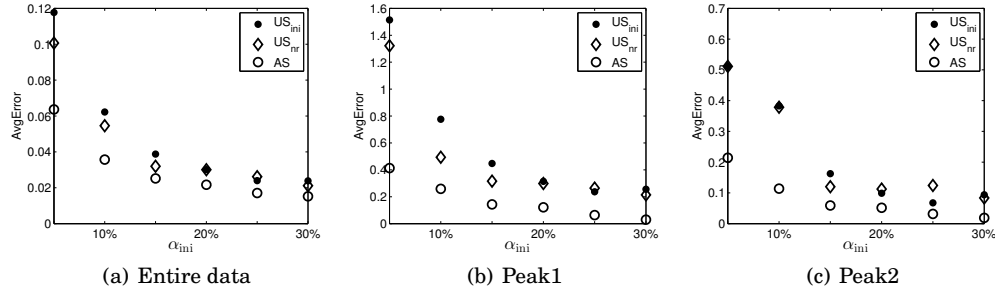 0.12
0.1
0.08
0.06
0.04
0.02
0
AvgError
10% 20% 30%
α_ini
US_ini
US_nr
AS
(a) Entire data
1.6
1.4
1.2
1
0.8
0.6
0.4
0.2
0
AvgError
10% 20% 30%
α_ini
US_ini
US_nr
AS
(b) Peak1
0.7
0.6
0.5
0.4
0.3
0.2
0.1
0
AvgError
10% 20% 30%
α_ini
US_ini
US_nr
AS
(c) Peak2